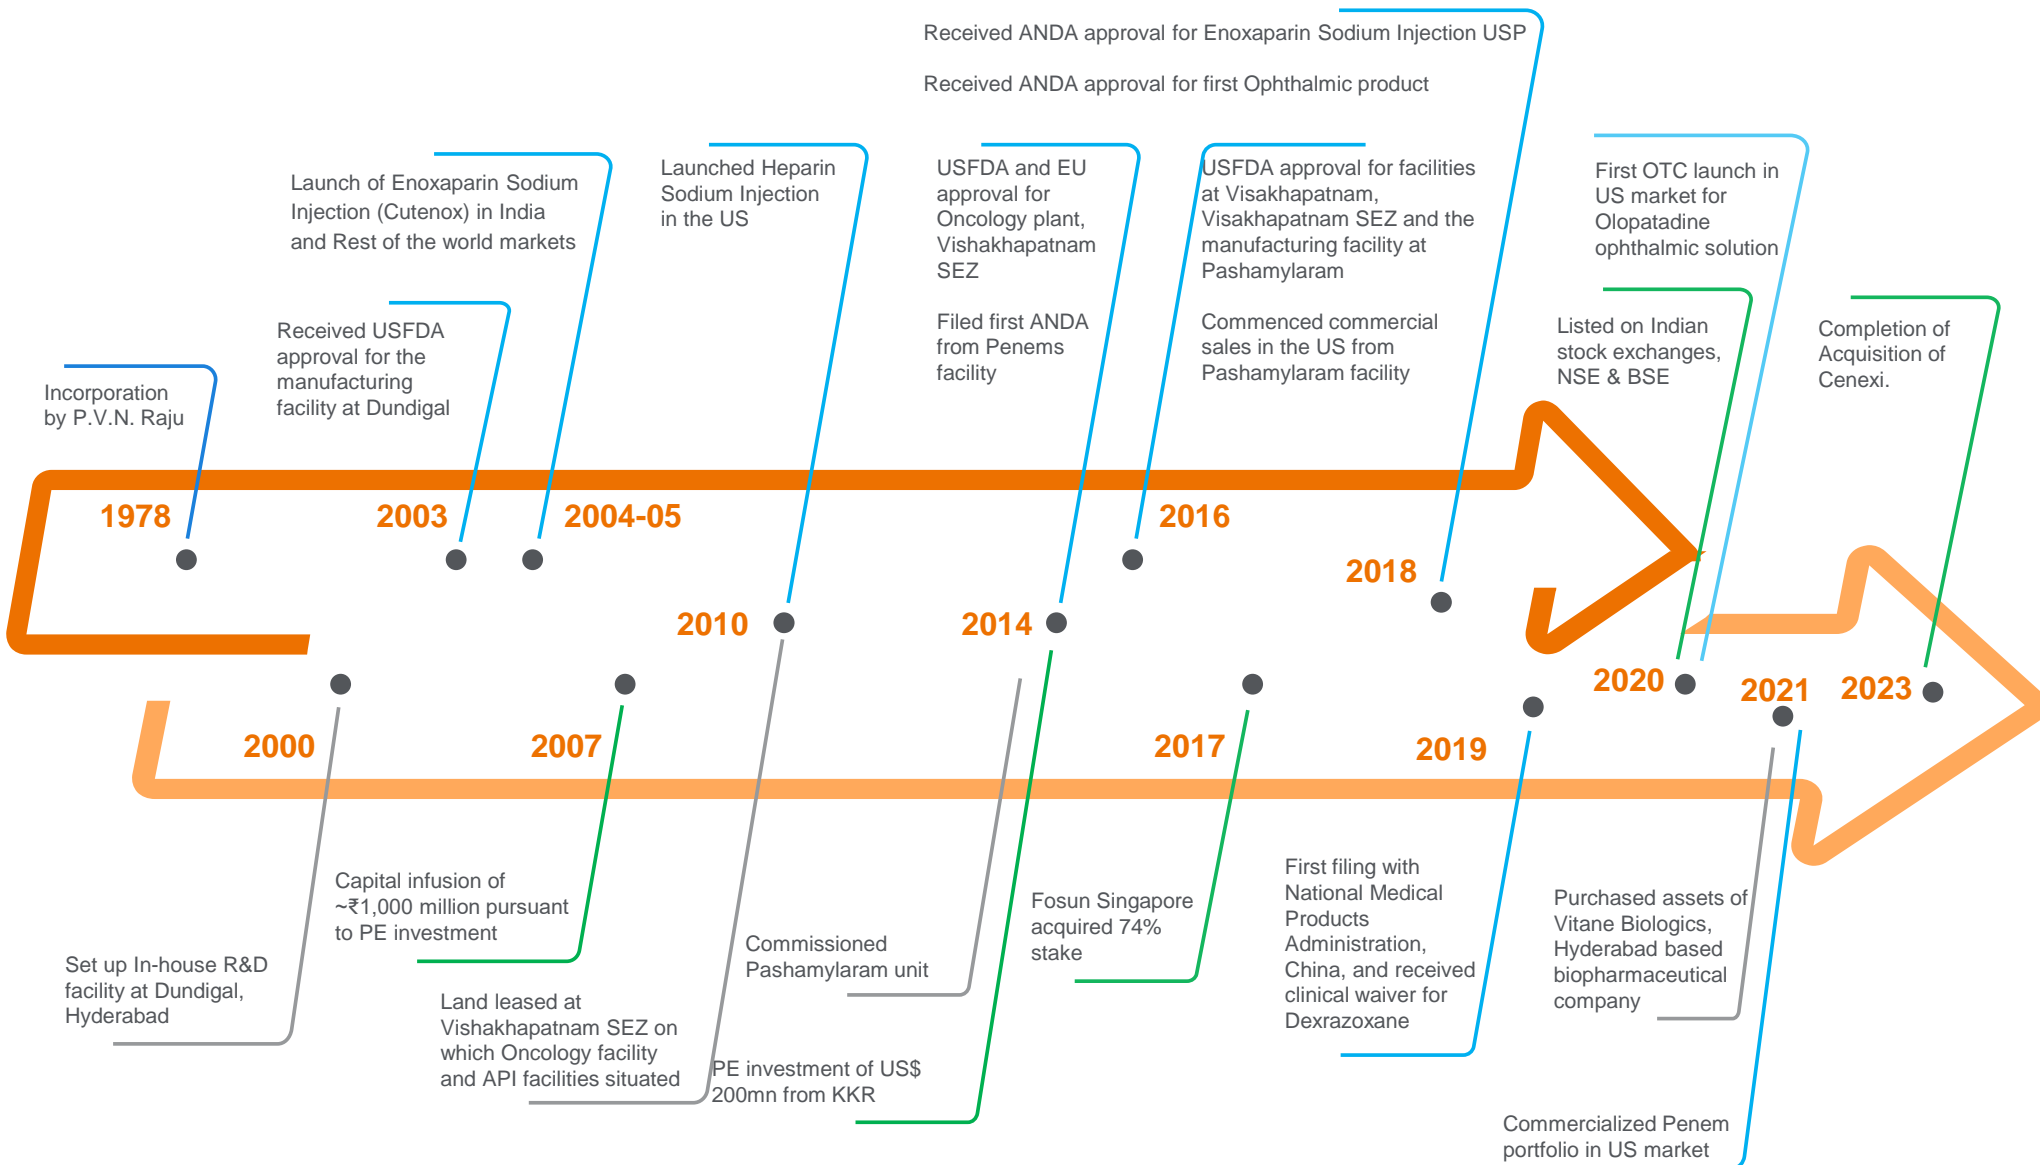 Received ANDA approval for Enoxaparin Sodium Injection USP
Received ANDA approval for first Ophthalmic product
Launch of Enoxaparin Sodium
Injection (Cutenox) in India
and Rest of the world markets
Launched Heparin
Sodium Injection
in the US
USFDA and EU
approval for
Oncology plant,
Vishakhapatnam
SEZ
Filed first ANDA
from Penems
facility
USFDA approval for facilities
at Visakhapatnam,
Visakhapatnam SEZ and the
manufacturing facility at
Pashamylaram
Commenced commercial
sales in the US from
Pashamylaram facility
First OTC launch in
US market for
Olopatadine
ophthalmic solution
Received USFDA
approval for the
manufacturing
facility at Dundigal
Listed on Indian
stock exchanges,
NSE & BSE
Completion of
Acquisition of
Cenexi.
Incorporation
by P.V.N. Raju
1978
2003
2004-05
2016
2018
2010
2014
2020
2021
2023
2000
2007
2017
2019
Capital infusion of
~₹1,000 million pursuant
to PE investment
Set up In-house R&D
facility at Dundigal,
Hyderabad
Land leased at
Vishakhapatnam SEZ on
which Oncology facility
and API facilities situated
Commissioned
Pashamylaram unit
PE investment of US$
200mn from KKR
Fosun Singapore
acquired 74%
stake
First filing with
National Medical
Products
Administration,
China, and received
clinical waiver for
Dexrazoxane
Purchased assets of
Vitane Biologics,
Hyderabad based
biopharmaceutical
company
Commercialized Penem
portfolio in US market